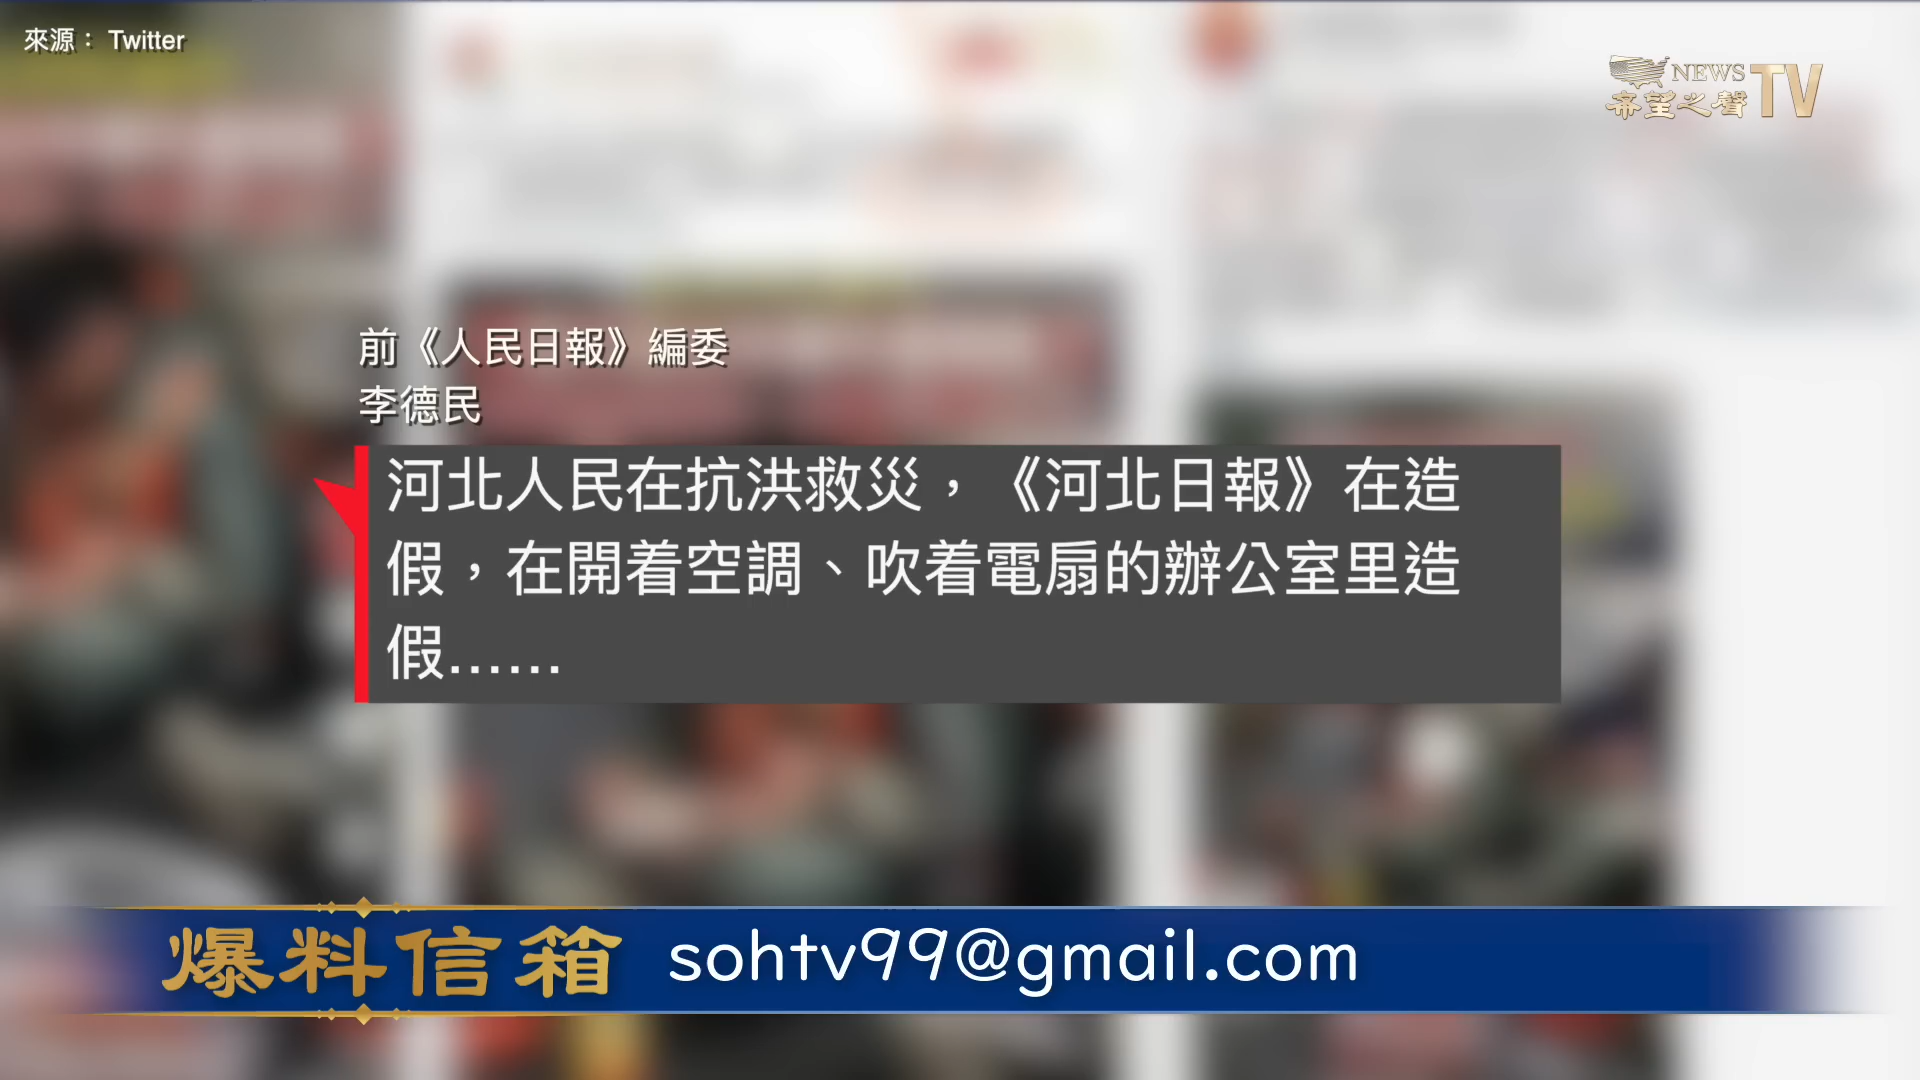 來源： Twitter
NEWS
希望之聲TV
前《人民日報》編委
李德民
河北人民在抗洪救災，《河北日報》在造
假，在開着空調、吹着電扇的辦公室里造
假……
爆料信箱 sohtv99@gmail.com